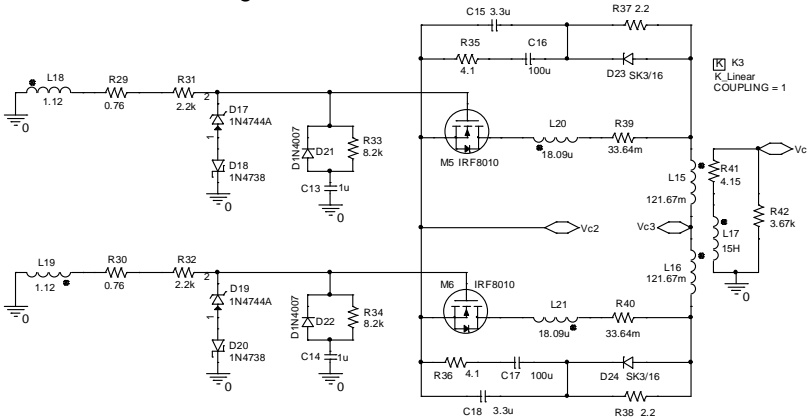 C15 3.3u
R37 2.2
R35
4.1
C16
100u
D23 SK3/16
K K3
K_Linear
COUPLING = 1
L18
1.12
R29
0.76
R31
2.2k
2
D17
1N4744A
1
D18
1N4738
0
0
D1N4007
D21
R33
8.2k
C13
1u
0
M5 IRF8010
L20
18.09u
R39
33.64m
L15
121.67m
R41
4.15
Vc
R42
3.67k
L17
15H
0
Vc2
Vc3
L16
121.67m
L19
1.12
R30
0.76
R32
2.2k
2
D19
1N4744A
1
D20
1N4738
0
0
D1N4007
D22
R34
8.2k
C14
1u
0
M6 IRF8010
L21
18.09u
R40
33.64m
R36
4.1
C17
100u
D24 SK3/16
C18
3.3u
R38 2.2